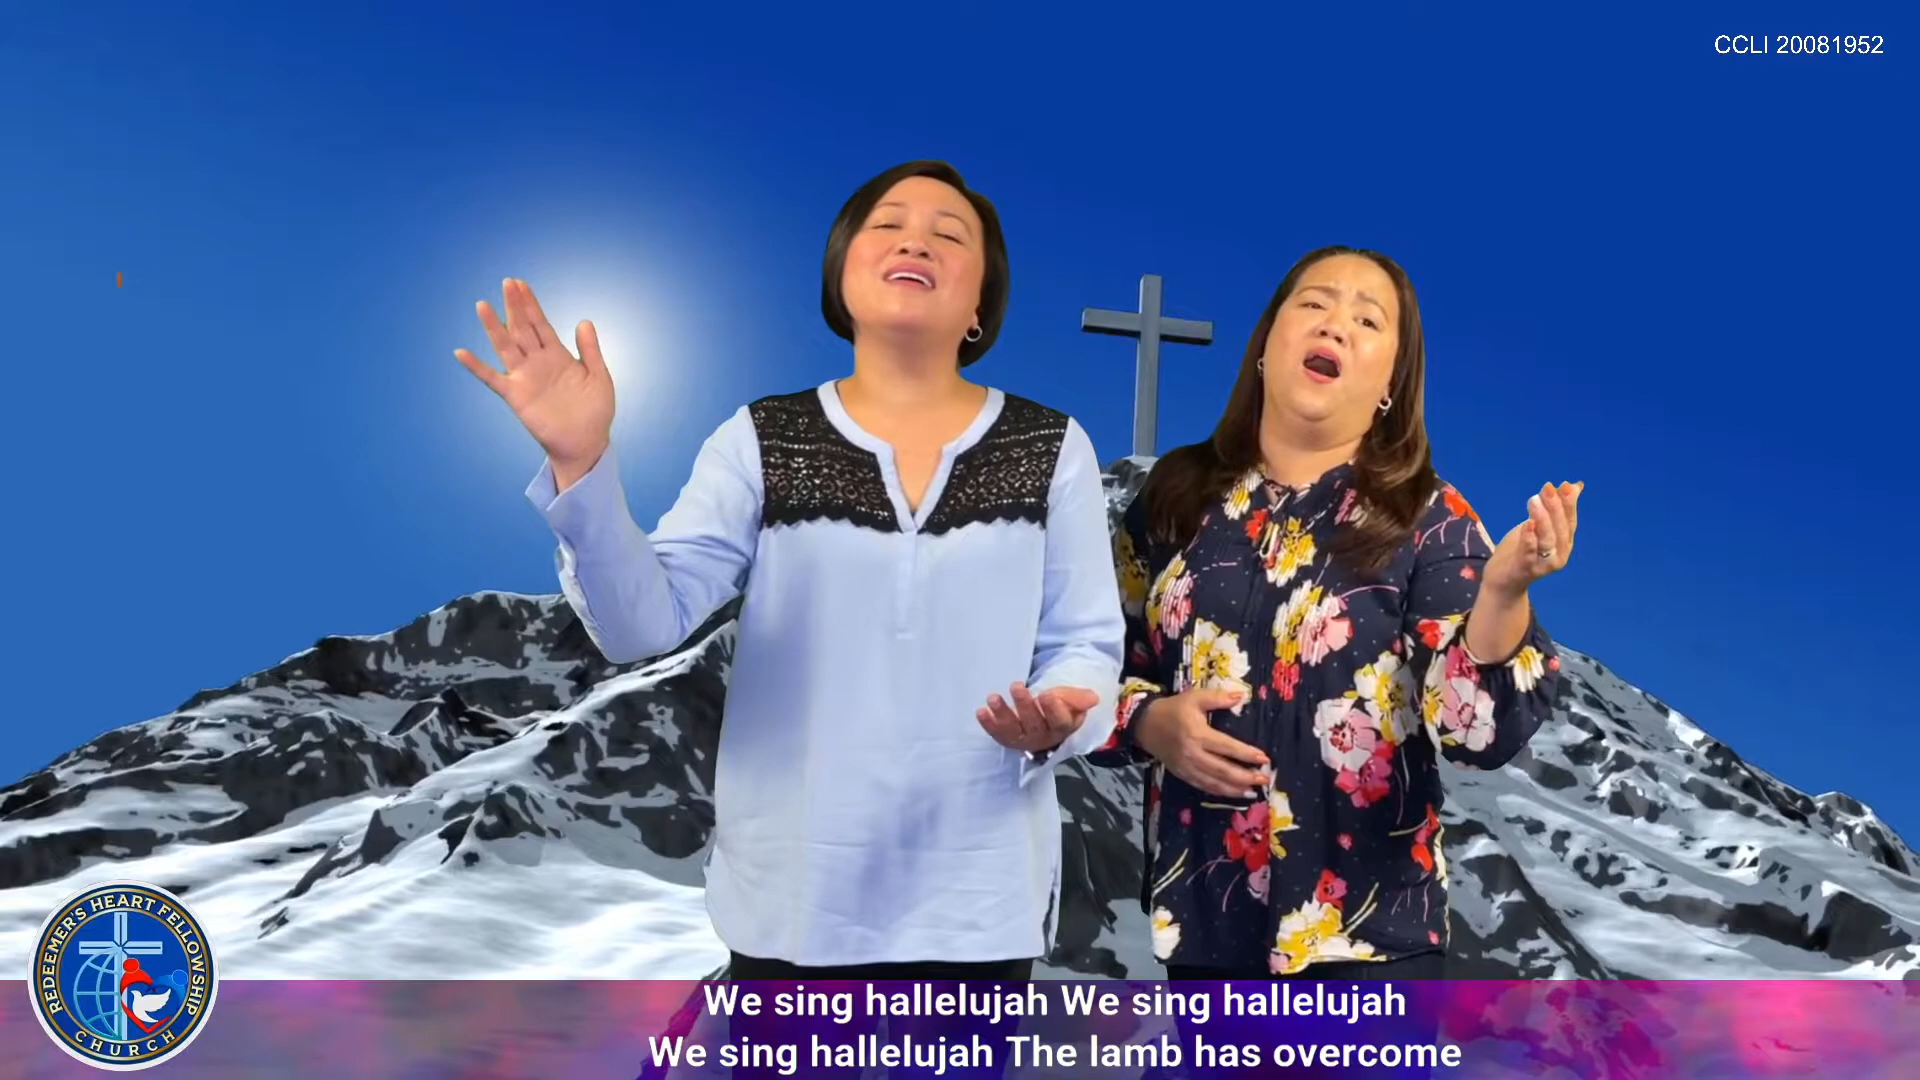 CCLI 20081952
We sing hallelujah We sing hallelujah
We sing hallelujah The lamb has overcome
REDEEMER'S HEART FELLOWSHIP
CHURCH